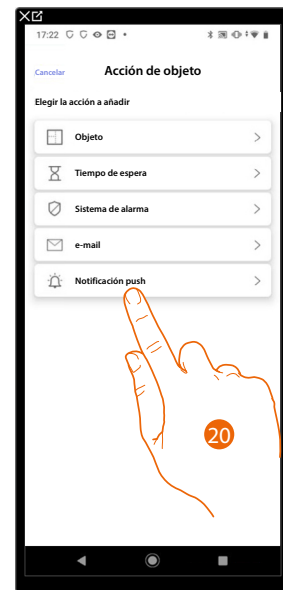 17:22
Cancelar Acción de objeto
Elegir la acción a añadir
Objeto
Tiempo de espera
Sistema de alarma
e-mail
Notificación push
20